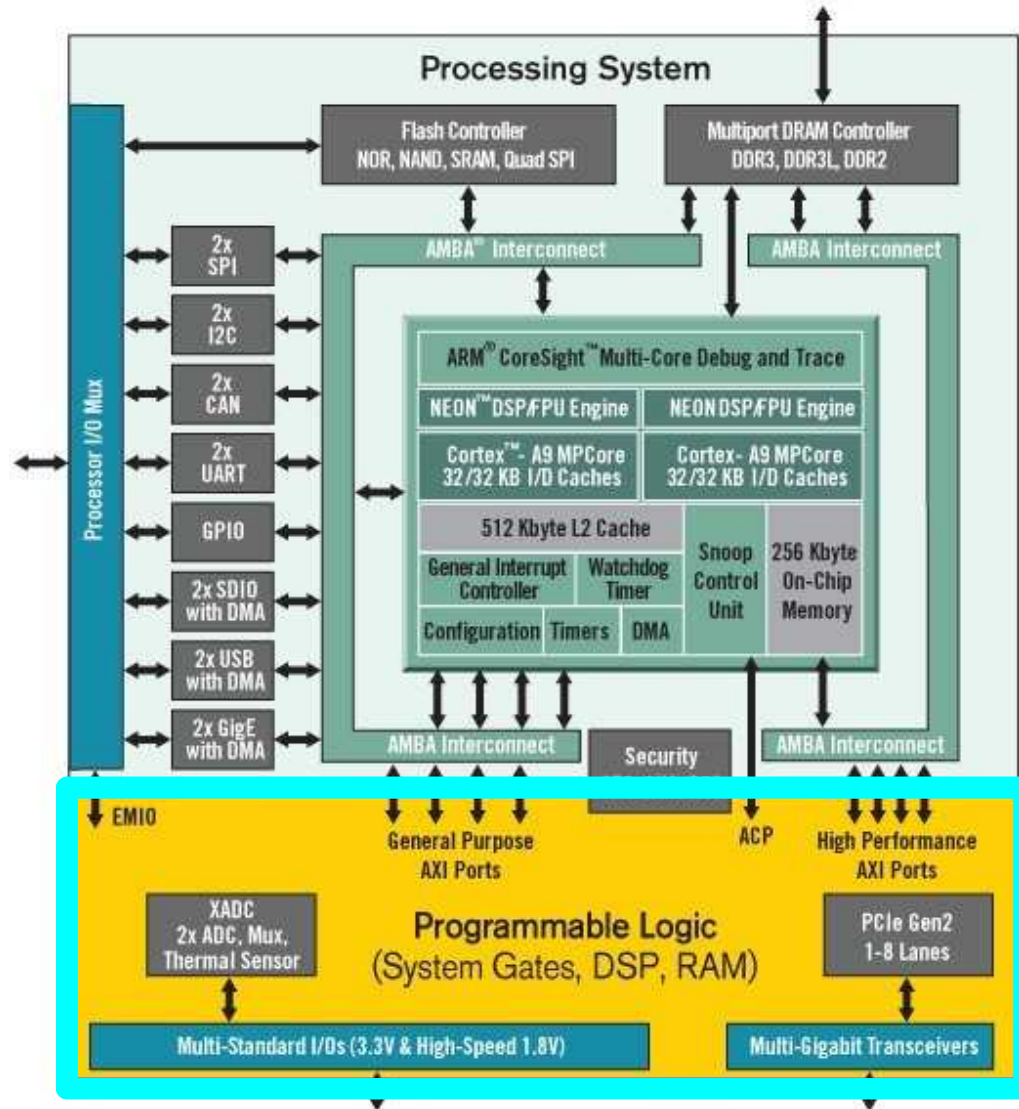 Processing System
Flash Controller
NOR, NAND, SRAM, Quad SPI
Multiport DRAM Controller
DDR3, DDR3L, DDR2
Processor I/O Mux
2x
SPI
2x
I2C
2x
CAN
2x
UART
GPIO
2x SDIO
with DMA
2x USB
with DMA
2x GigE
with DMA
AMBA® Interconnect
AMBA Interconnect
ARM® CoreSight™ Multi-Core Debug and Trace
NEON™ DSP/FPU Engine
NEON DSP/FPU Engine
Cortex™- A9 MPCore
32/32 KB I/D Caches
Cortex- A9 MPCore
32/32 KB I/D Caches
512 Kbyte L2 Cache
General Interrupt
Controller
Watchdog
Timer
Configuration
Timers
DMA
Snoop
Control
Unit
256 Kbyte
On-Chip
Memory
AMBA Interconnect
Security
AMBA Interconnect
EMIO
General Purpose
AXI Ports
ACP
High Performance
AXI Ports
XADC
2x ADC, Mux,
Thermal Sensor
Programmable Logic
(System Gates, DSP, RAM)
PCIe Gen2
1-8 Lanes
Multi-Standard I/Os (3.3V & High-Speed 1.8V)
Multi-Gigabit Transceivers